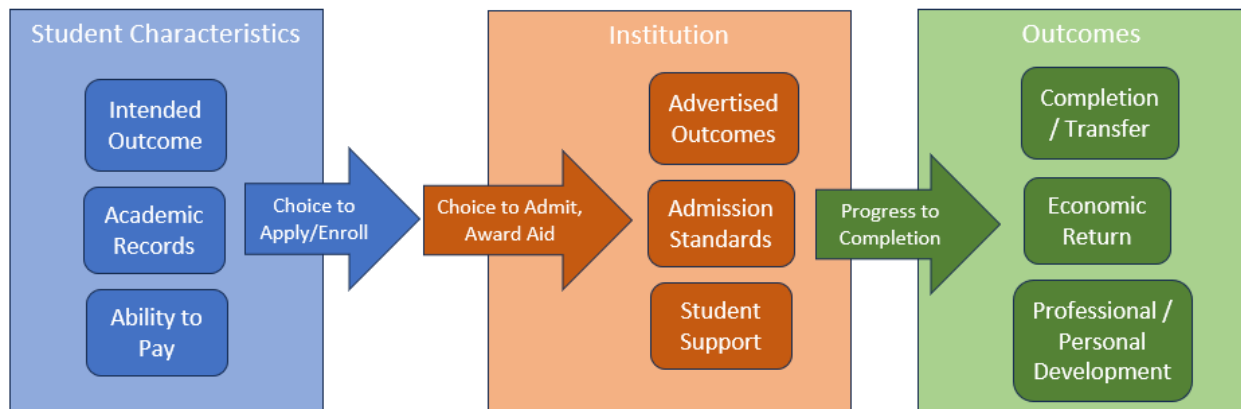 Student Characteristics
Intended
Outcome
Academic
Records
Ability to
Pay
Choice to
Apply/Enroll
Choice to Admit,
Award Aid
Institution
Advertised
Outcomes
Admission
Standards
Student
Support
Progress to
Completion
Outcomes
Completion
/ Transfer
Economic
Return
Professional /
Personal
Development